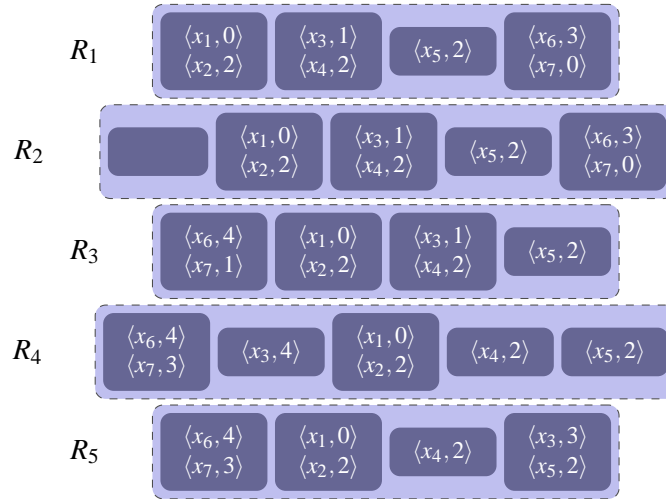 R₁ ⟨x₁, 0⟩ ⟨x₃, 1⟩ ⟨x₅, 2⟩ ⟨x₆, 3⟩
⟨x₂, 2⟩ ⟨x₄, 2⟩ ⟨x₇, 0⟩
R₂ ⟨x₁, 0⟩ ⟨x₃, 1⟩ ⟨x₅, 2⟩ ⟨x₆, 3⟩
⟨x₂, 2⟩ ⟨x₄, 2⟩ ⟨x₇, 0⟩
R₃ ⟨x₆, 4⟩ ⟨x₁, 0⟩ ⟨x₃, 1⟩ ⟨x₅, 2⟩
⟨x₇, 1⟩ ⟨x₂, 2⟩ ⟨x₄, 2⟩
R₄ ⟨x₆, 4⟩ ⟨x₃, 4⟩ ⟨x₁, 0⟩ ⟨x₄, 2⟩ ⟨x₅, 2⟩
⟨x₇, 3⟩ ⟨x₂, 2⟩
R₅ ⟨x₆, 4⟩ ⟨x₁, 0⟩ ⟨x₄, 2⟩ ⟨x₃, 3⟩
⟨x₇, 3⟩ ⟨x₂, 2⟩ ⟨x₅, 2⟩